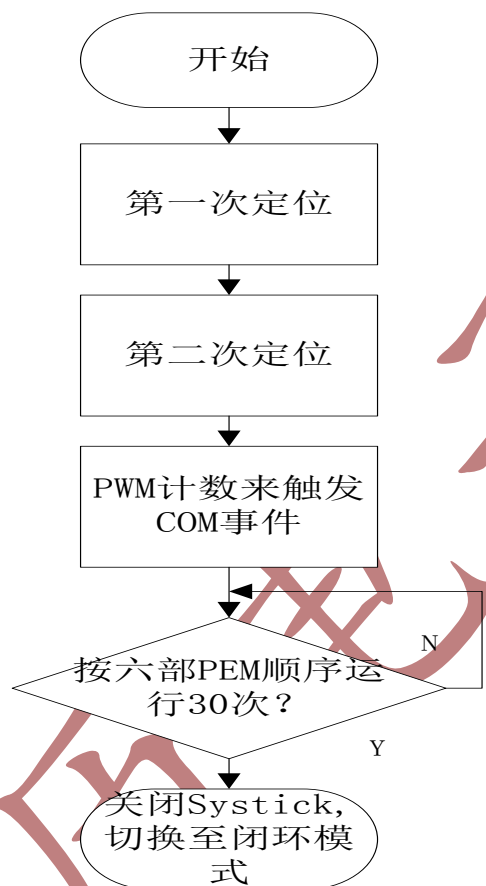 开始
第一次定位
第二次定位
PWM计数来触发
COM事件
N
按六部PEM顺序运
行30次?
Y
关闭Systick,
切换至闭环模
式